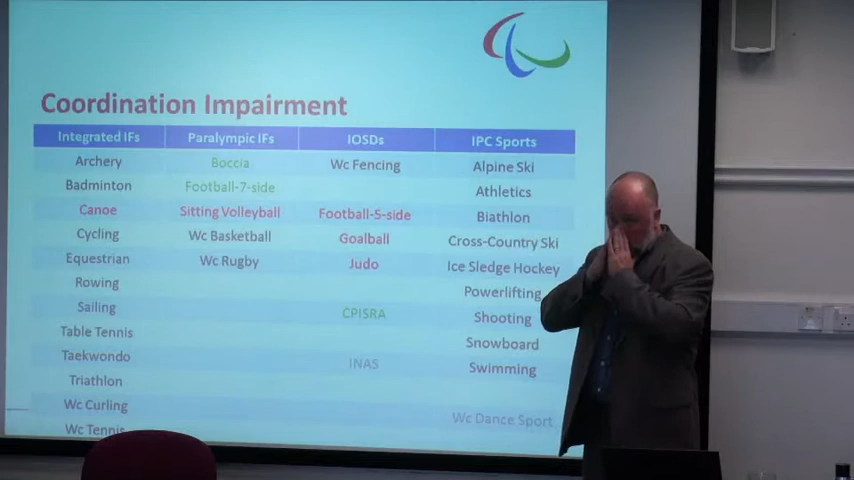 Coordination Impairment
Integrated IFs Paralympic IFs IOSDs IPC Sports
Archery Boccia Wc Fencing Alpine Ski
Badminton Football-7-side Athletics
Canoe Sitting Volleyball Football-5-side Biathlon
Cycling Wc Basketball Goalball Cross-Country Ski
Equestrian Wc Rugby Judo Ice Sledge Hockey
Rowing Powerlifting
Sailing CPISRA Shooting
Table Tennis Snowboard
Taekwondo INAS Swimming
Triathlon
Wc Curling Wc Dance Sport
Wc Tennis